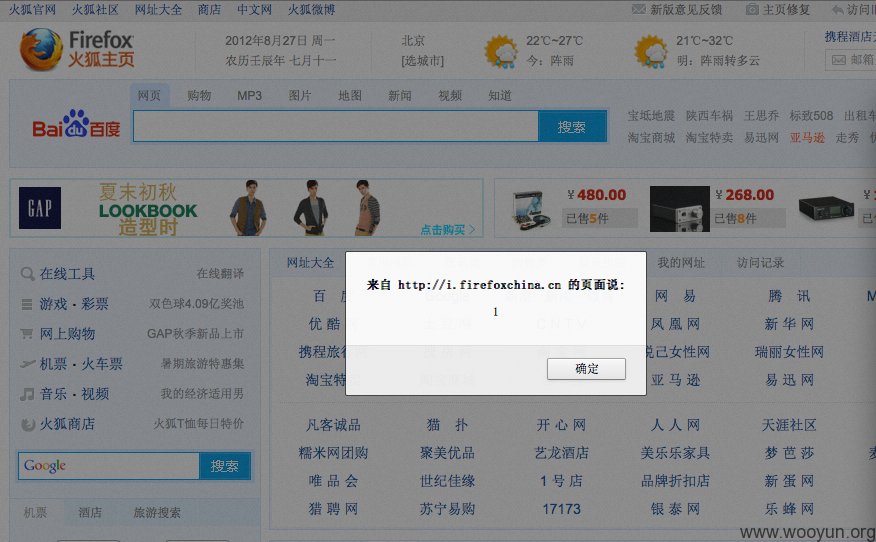 火狐官网 火狐社区 网址大全 商店 中文网 火狐微博 新版意见反馈 主页修复 访问旧
Firefox 火狐主页
2012年8月27日 周一 北京 22℃~27℃ 21℃~32℃ 携程酒店
农历壬辰年 七月十一 [选城市] 今：阵雨 明：阵雨转多云 邮箱
网页 购物 MP3 图片 地图 新闻 视频 知道
Baidu百度 搜索
宝坻地震 陕西车祸 王思乔 标致508 出租车
淘宝商城 淘宝特卖 易迅网 亚马逊 走秀
GAP
夏末初秋
LOOKBOOK
造型时
点击购买 >
¥480.00 ¥268.00
已售5件 已售8件
在线工具 在线翻译
游戏·彩票 双色球4.09亿奖池
网上购物 GAP秋季新品上市
机票·火车票 暑期旅游特惠集
音乐·视频 我的经济适用男
火狐商店 火狐T恤每日特价
Google 搜索
机票 酒店 旅游搜索
网址大全 我的网址 访问记录
来自 http://i.firefoxchina.cn 的页面说：
1
确定
百 网 易 腾 讯
优酷 CNTV 凤凰网 新华网
携程旅行 悦己女性网 瑞丽女性网
淘宝特 亚马逊 易迅网
凡客诚品 猫 扑 开心网 人人网 天涯社区
糯米网团购 聚美优品 艺龙酒店 美乐乐家具 梦芭莎
唯品会 世纪佳缘 1号店 品牌折扣店 新蛋网
猎聘网 苏宁易购 17173 银泰网 乐蜂网
www.wooyun.org